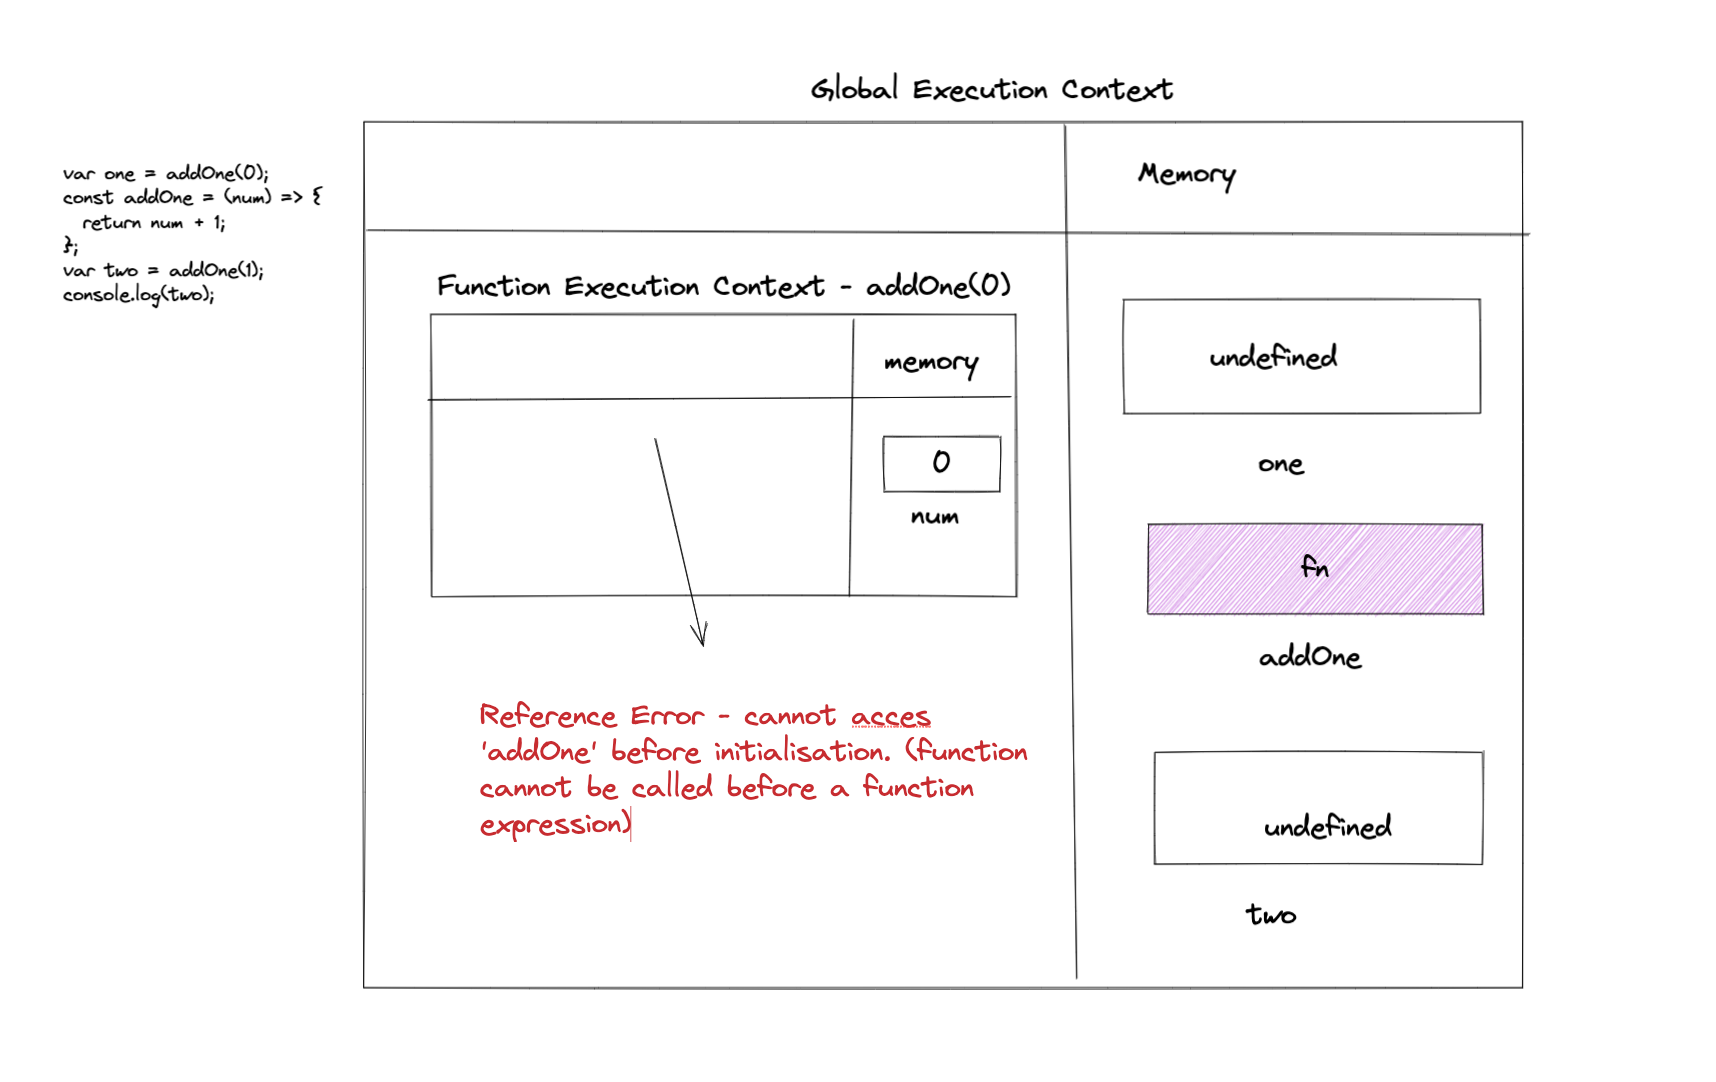 Global Execution Context
var one = addOne(0);
const addOne = (num) => {
return num + 1;
};
var two = addOne(1);
console.log(two);
Memory
Function Execution Context - addOne(0)
memory
0
num
undefined
one
fn
addOne
Reference Error - cannot acces
'addOne' before initialisation. (function
cannot be called before a function
expression)
undefined
two